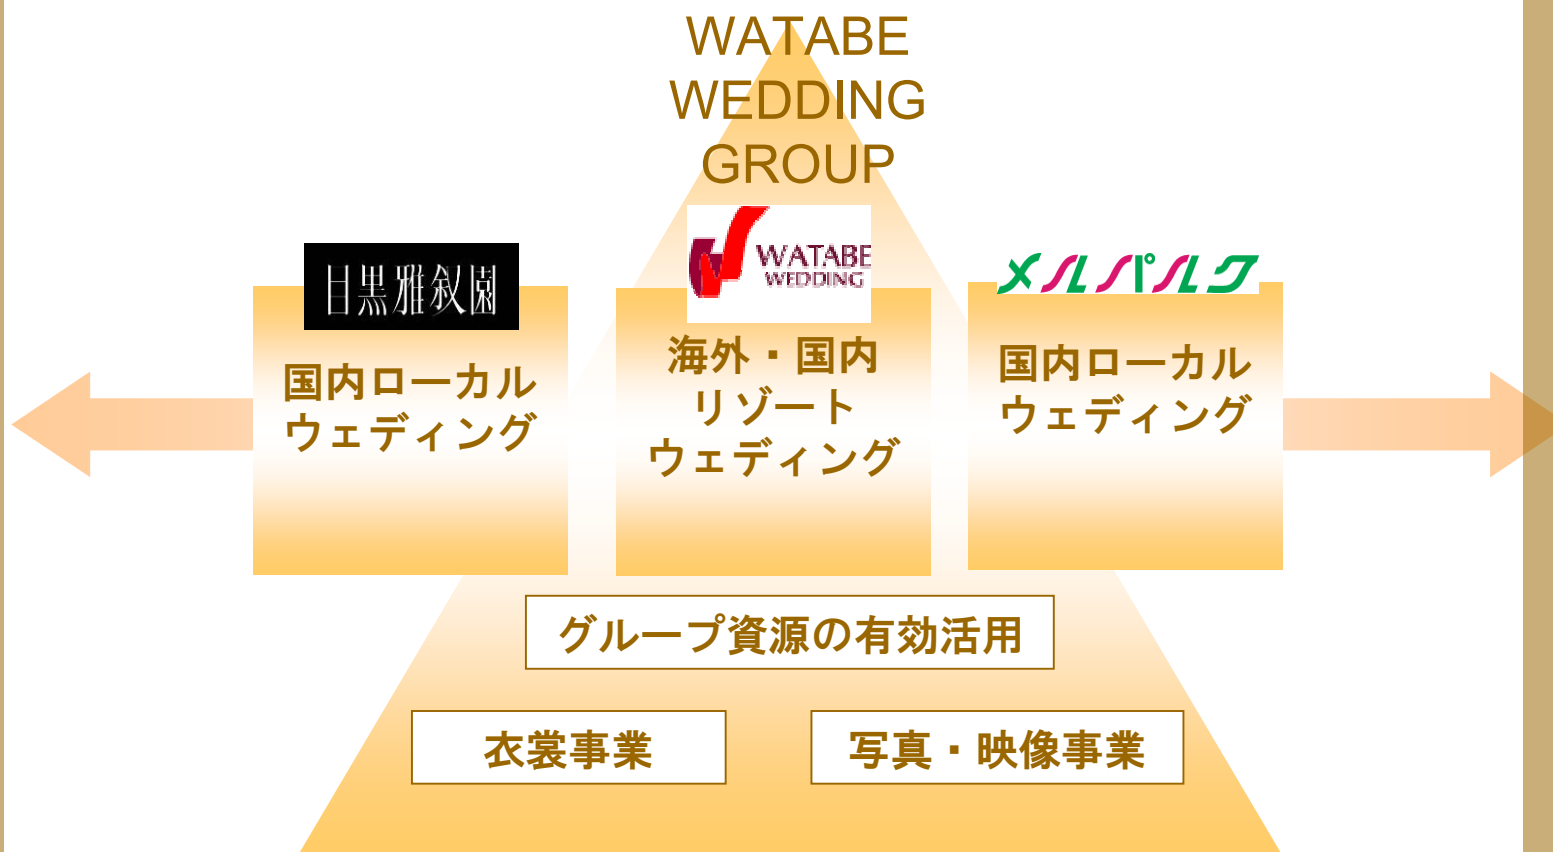 WATABE
WEDDING
GROUP
目黒雅叙園
国内ローカル
ウェディング
WATABE
WEDDING
海外・国内
リゾート
ウェディング
メルパルク
国内ローカル
ウェディング
グループ資源の有効活用
衣裳事業
写真・映像事業